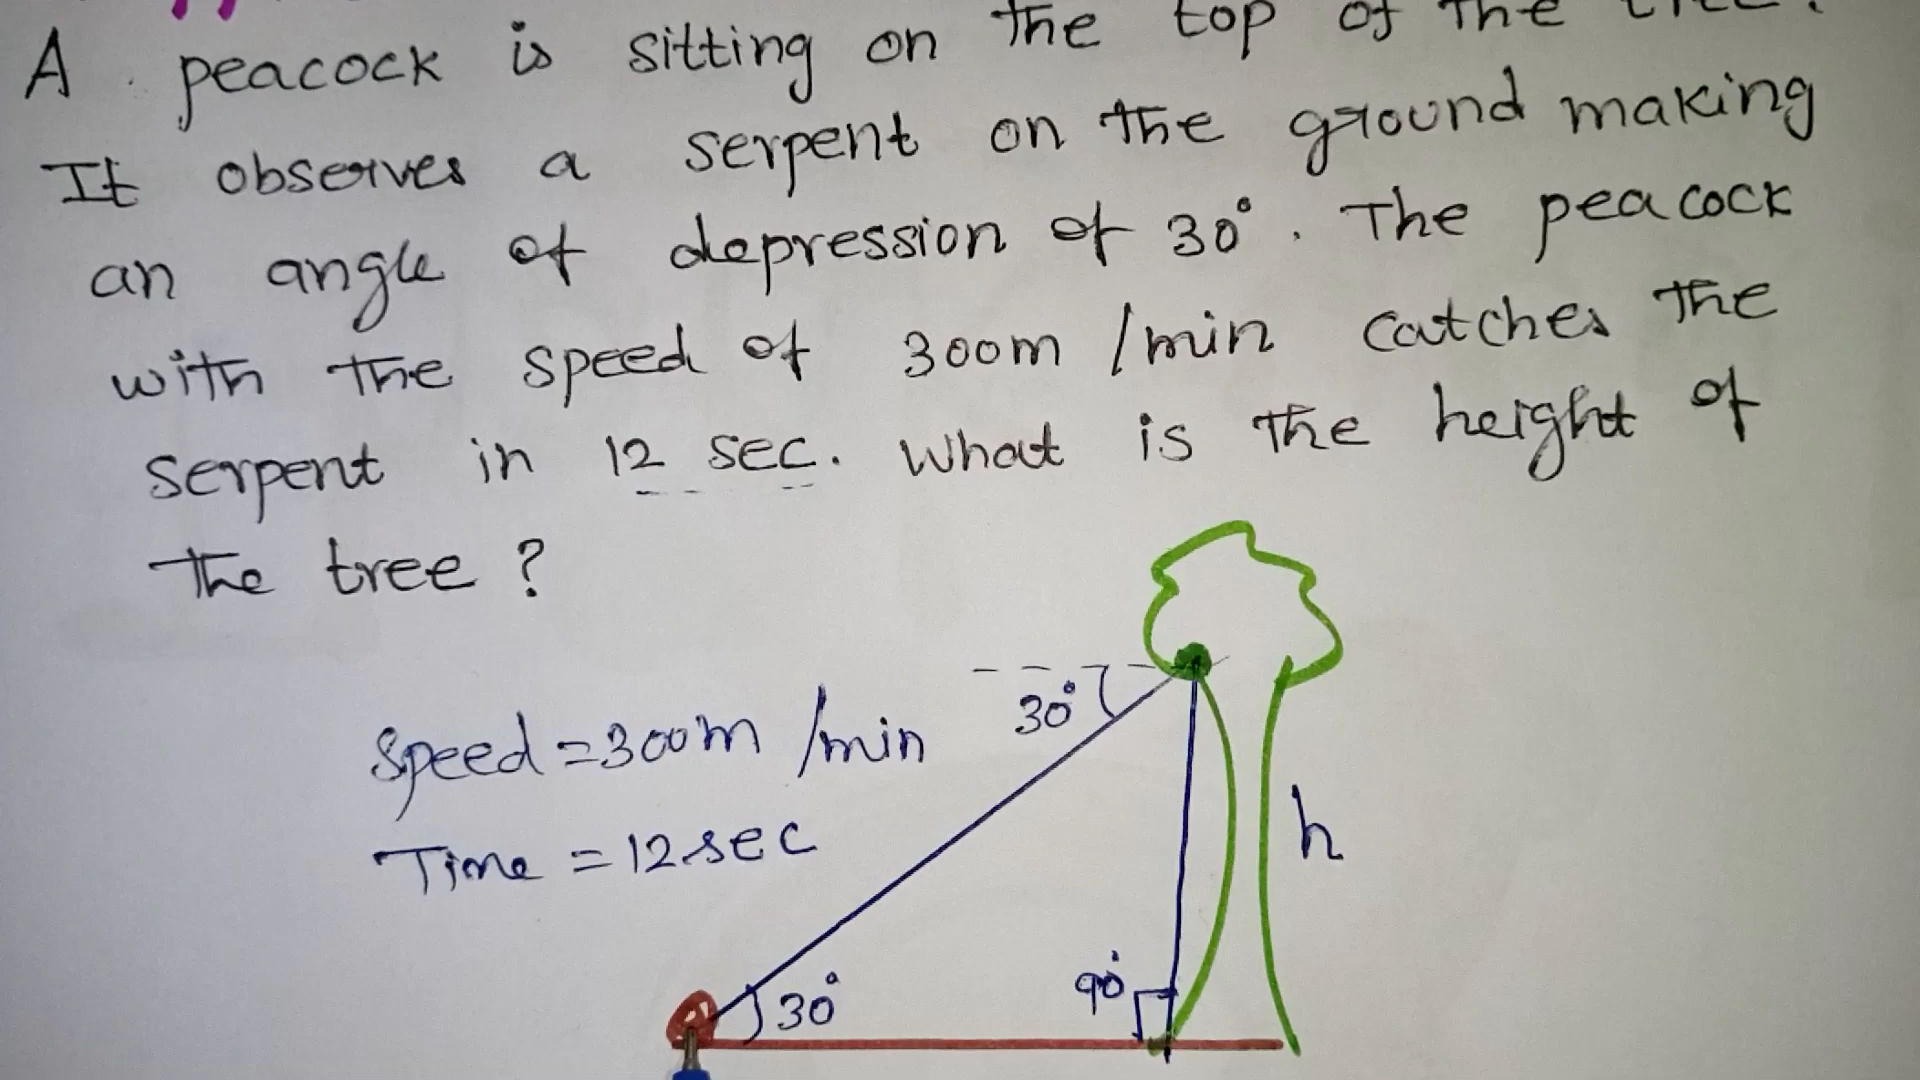 A peacock is sitting on the top of the tree.
It observes a serpent on the ground making
an angle of depression of 30°. The peacock
with the speed of 300m /min catches the
serpent in 12 sec. What is the height of
the tree?
30°
Speed = 300m /min
h
Time = 12 sec
90°
30°